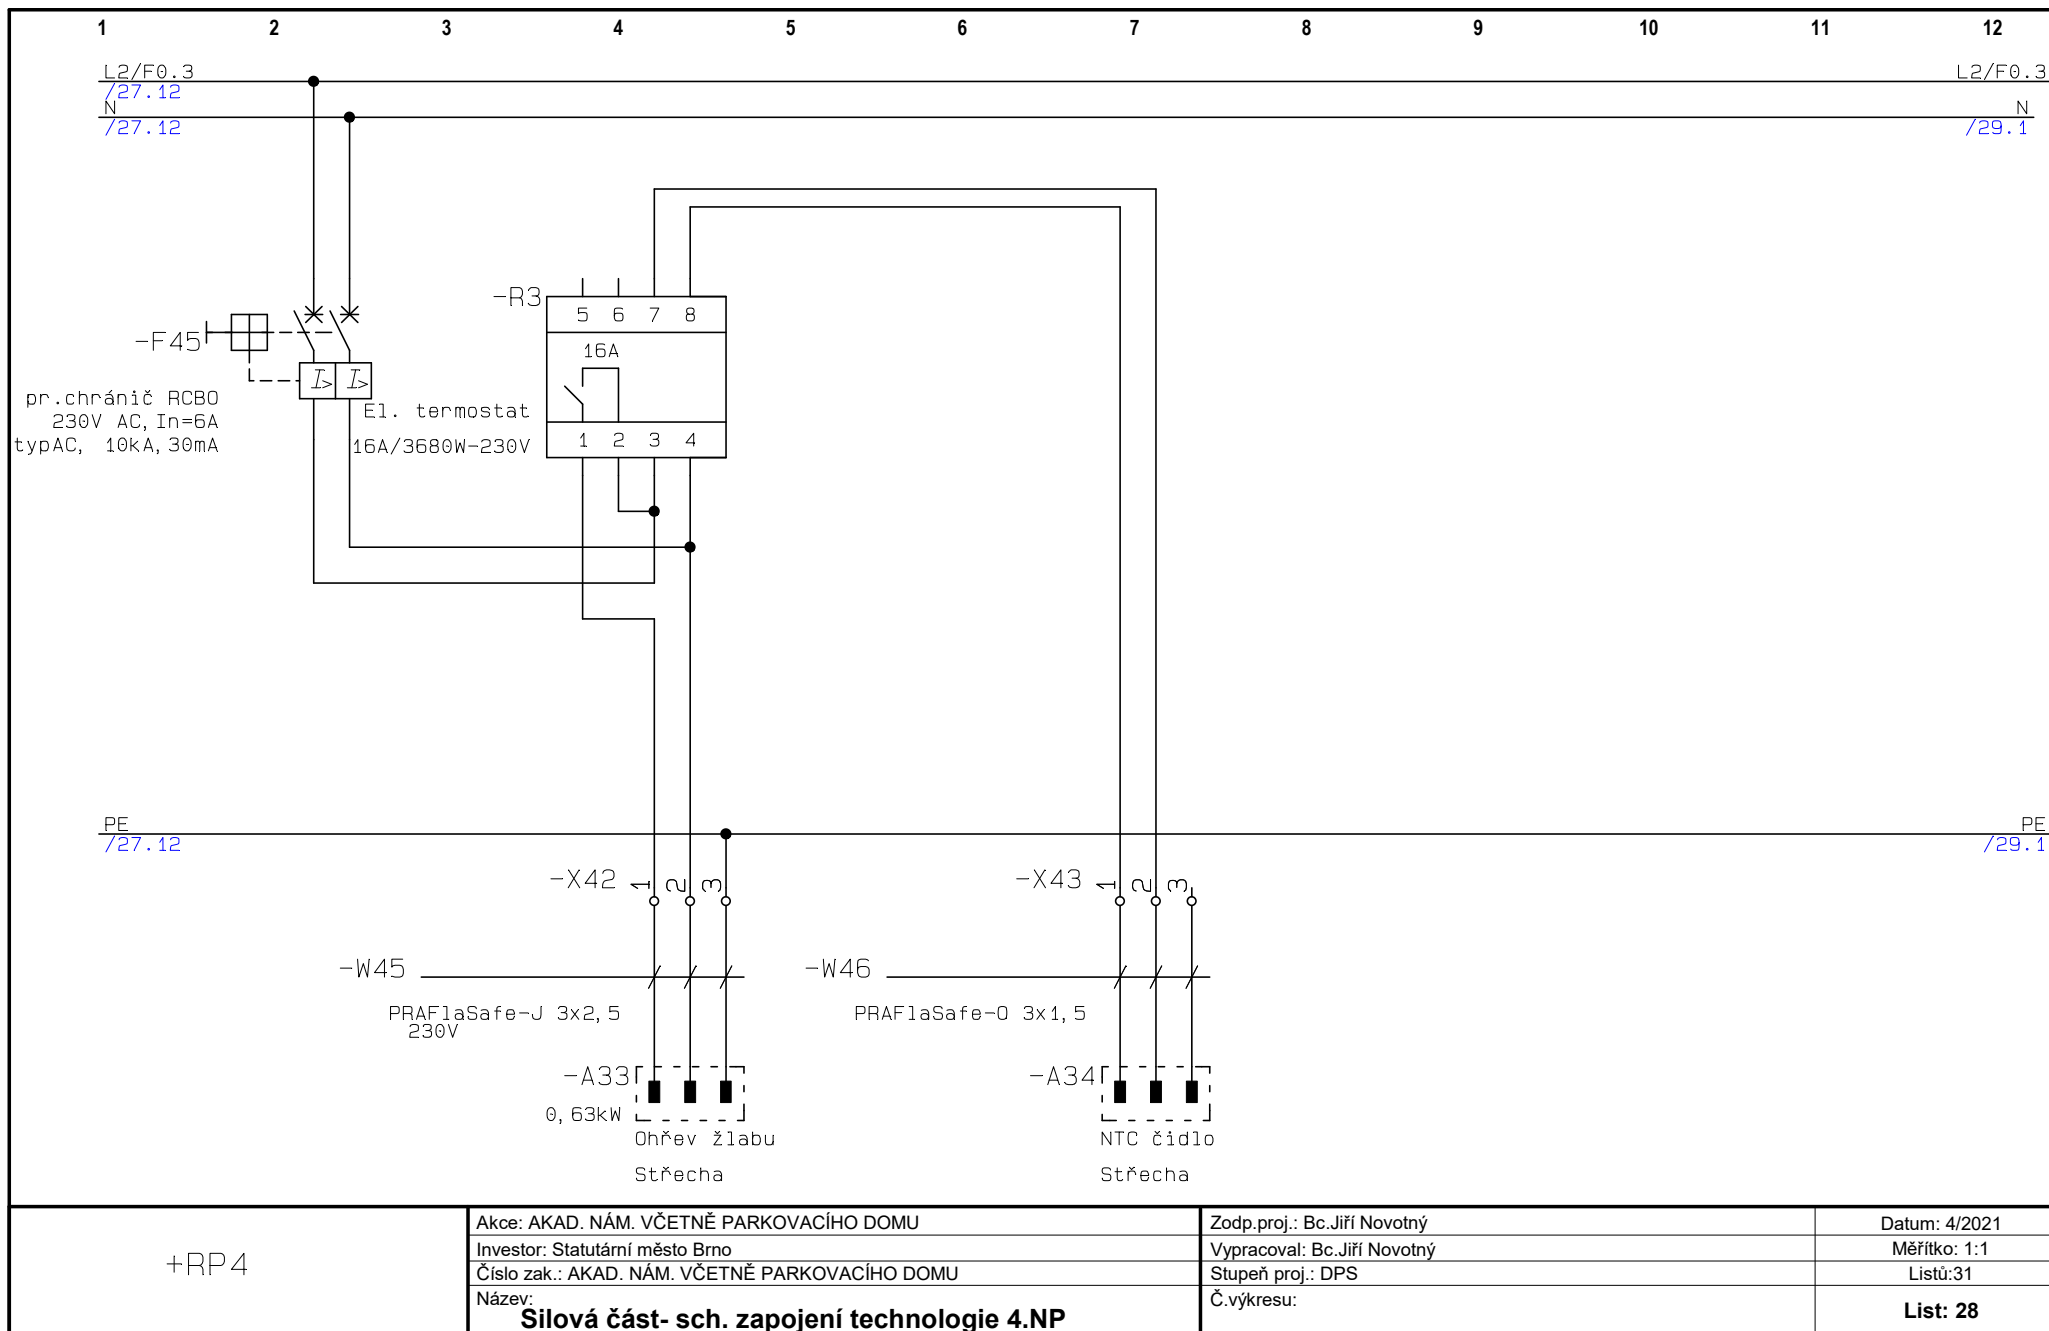 1 2 3 4 5 6 7 8 9 10 11 12
L2/F0.3 L2/F0.3
/27.12
N N
/27.12 /29.1
-R3
5 6 7 8
16A
-F45
pr.chránič RCBO
230V AC,In=6A
typAC, 10kA,30mA
I> I>
El. termostat
16A/3680W-230V
1 2 3 4
PE PE
/27.12 /29.1
-X42 1 2 3
-X43 1 2 3
-W45
PRAFlaSafe-J 3x2,5
230V
-W46
PRAFlaSafe-O 3x1,5
-A33
0,63kW
Ohřev žlabu
Střecha
-A34
NTC čidlo
Střecha
+RP4
Akce: AKAD. NÁM. VČETNĚ PARKOVACÍHO DOMU
Investor: Statutární město Brno
Číslo zak.: AKAD. NÁM. VČETNĚ PARKOVACÍHO DOMU
Název:
Silová část- sch. zapojení technologie 4.NP
Zodp.proj.: Bc.Jiří Novotný
Vypracoval: Bc.Jiří Novotný
Stupeň proj.: DPS
Č.výkresu:
Datum: 4/2021
Měřítko: 1:1
Listů:31
List: 28